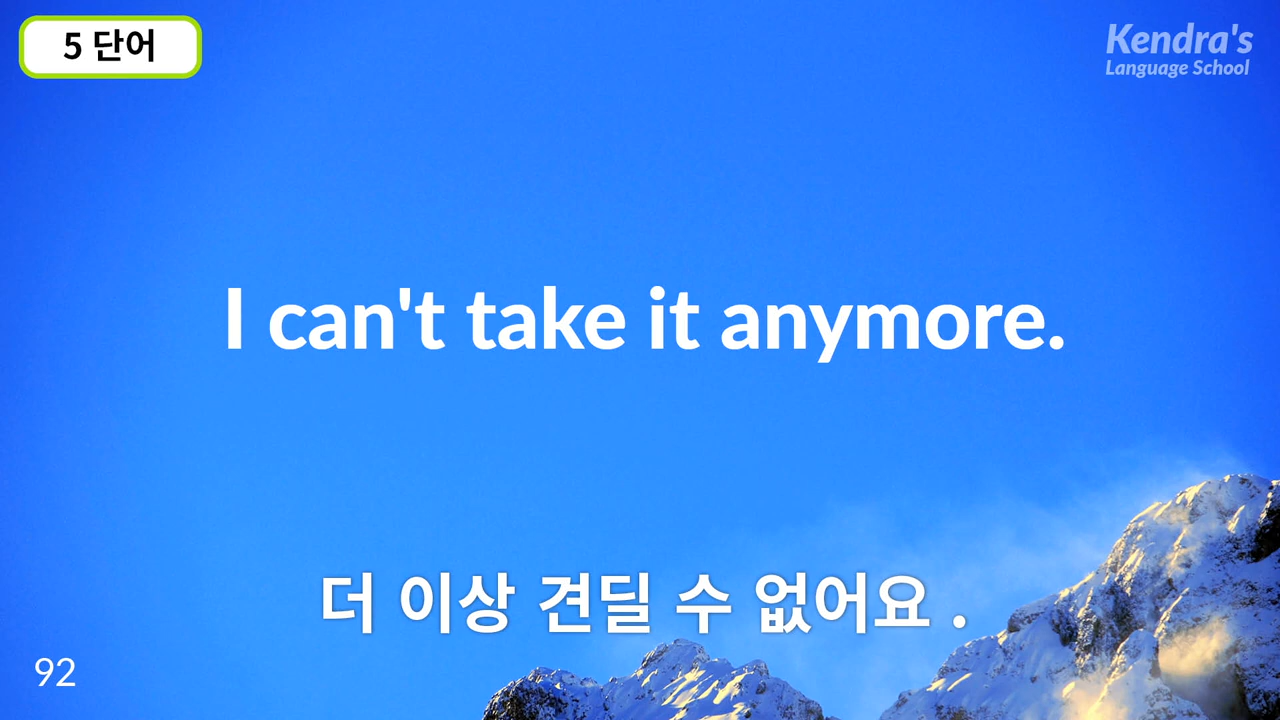 5 단어
Kendra's
Language School
I can't take it anymore.
더 이상 견딜 수 없어요 .
92